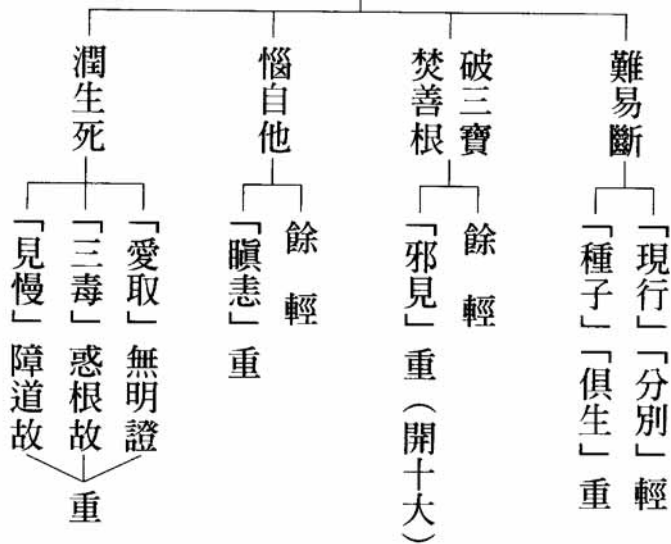 難易斷
「現行」「分別」輕
「種子」「俱生」重
破三寶
焚善根
餘 輕
「邪見」重（開十大）
惱自他
餘 輕
「瞋恚」重
潤生死
「愛取」無明證
「三毒」惑根故
「見慢」障道故
重